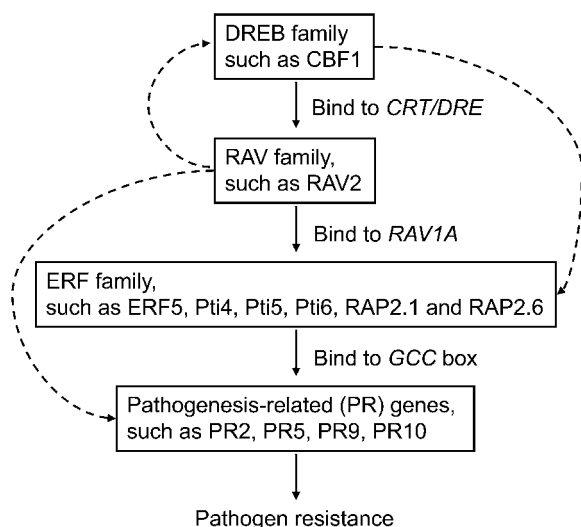 DREB family
such as CBF1
Bind to CRT/DRE
RAV family,
such as RAV2
Bind to RAV1A
ERF family,
such as ERF5, Pti4, Pti5, Pti6, RAP2.1 and RAP2.6
Bind to GCC box
Pathogenesis-related (PR) genes,
such as PR2, PR5, PR9, PR10
Pathogen resistance